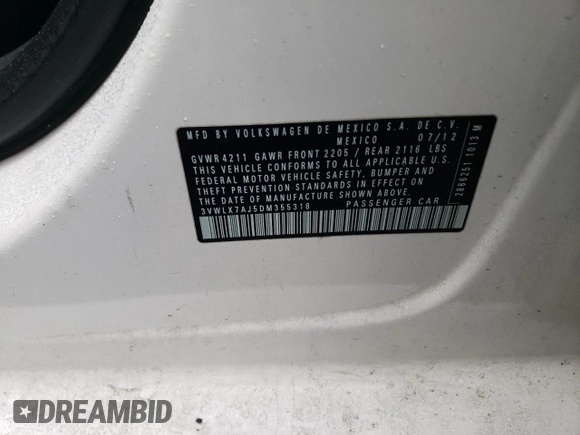 MFD BY VOLKSWAGEN DE MEXICO S.A. DE C.V.
MEXICO 07/12
GVWR 4211 GAWR FRONT 2205 / REAR 2116 LBS
THIS VEHICLE CONFORMS TO ALL APPLICABLE U.S.
FEDERAL MOTOR VEHICLE SAFETY, BUMPER AND
THEFT PREVENTION STANDARDS IN EFFECT ON
THE DATE OF MANUFACTURE SHOWN ABOVE.
3VWLX7AJ5DM355318 PASSENGER CAR
2866251 1013 M
DREAMBID